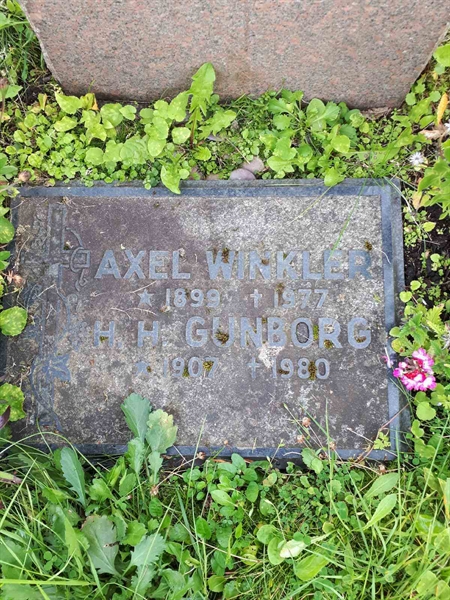 AXEL WINKLER
* 1899 † 1977
H. H. GUNBORG
* 1907 † 1980